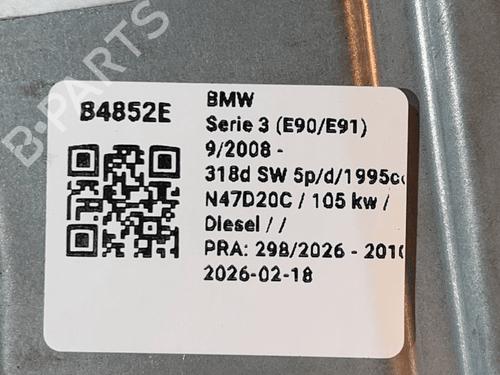 B-PARTS
B4852E
BMW
Serie 3 (E90/E91)
9/2008 -
318d SW 5p/d/1995cc
N47D20C / 105 kw /
Diesel / /
PRA: 298/2026 - 2010
2026-02-18